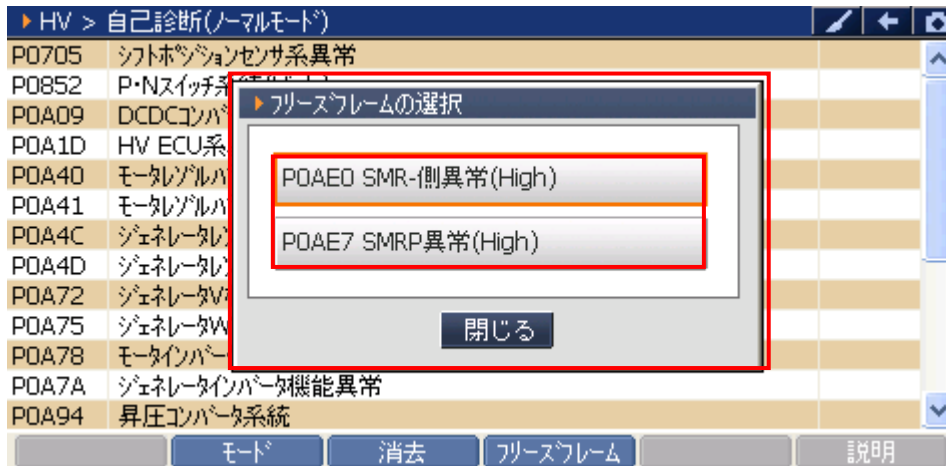 HV > 自己診断(ノーマルモード)
P0705 シフトポジションセンサ系異常
P0852 P・Nスイッチ系
P0A09 DCDCコンバ
P0A1D HV ECU系
P0A40 モータレゾルバ
P0A41 モータレゾルバ
P0A4C ジェネレータレゾ
P0A4D ジェネレータレゾ
P0A72 ジェネレータV
P0A75 ジェネレータW
P0A78 モータインバータ
P0A7A ジェネレータインバータ機能異常
P0A94 昇圧コンバータ系統
フリーズフレームの選択
P0AE0 SMR-側異常(High)
P0AE7 SMRP異常(High)
閉じる
モード 消去 フリーズフレーム 説明